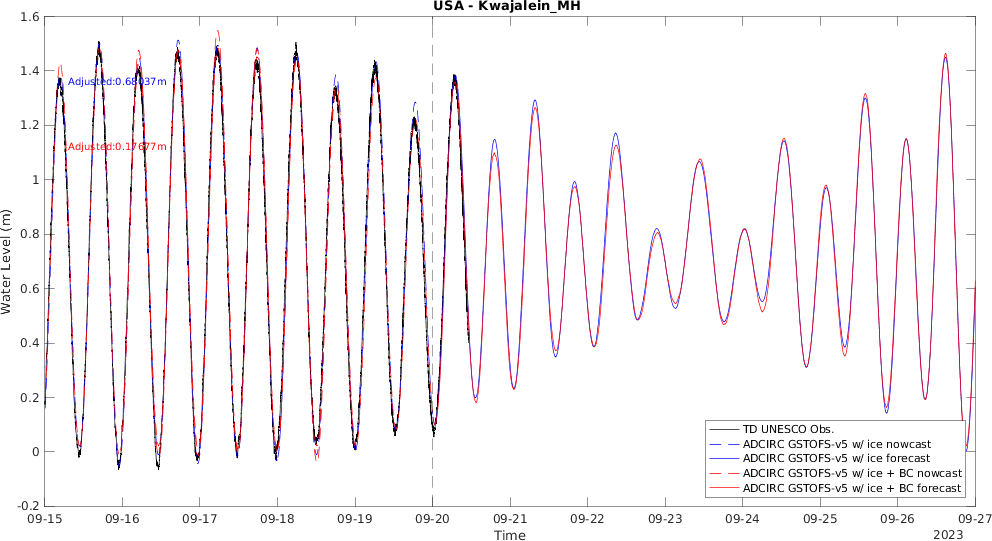 USA - Kwajalein_MH
1.6
1.4
1.2
1
0.8
0.6
0.4
0.2
0
-0.2
Water Level (m)
Adjusted:0.68037m
Adjusted:0.17677m
TD UNESCO Obs.
ADCIRC GSTOFS-v5 w/ ice nowcast
ADCIRC GSTOFS-v5 w/ ice forecast
ADCIRC GSTOFS-v5 w/ ice + BC nowcast
ADCIRC GSTOFS-v5 w/ ice + BC forecast
09-15 09-16 09-17 09-18 09-19 09-20 09-21 09-22 09-23 09-24 09-25 09-26 09-27
Time
2023